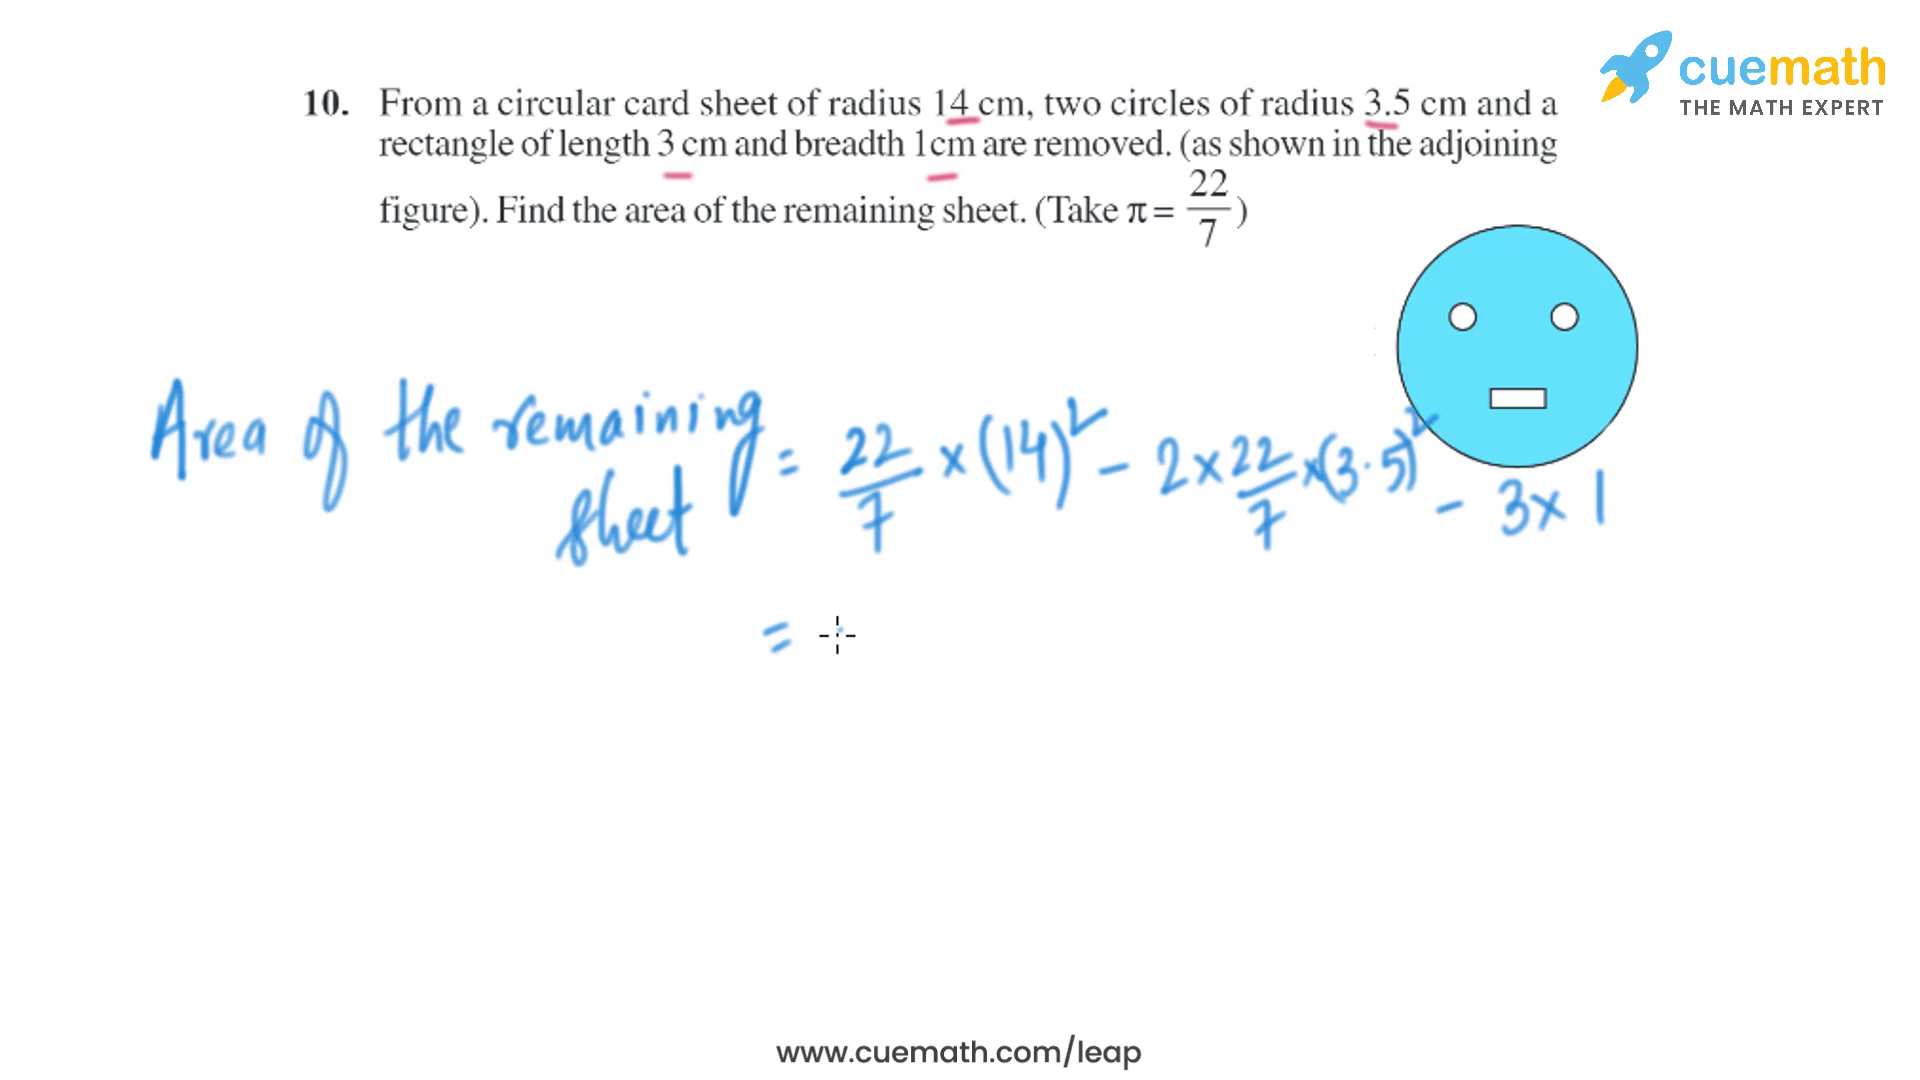 cuemath
THE MATH EXPERT
10. From a circular card sheet of radius 14 cm, two circles of radius 3.5 cm and a
rectangle of length 3 cm and breadth 1cm are removed. (as shown in the adjoining
figure). Find the area of the remaining sheet. (Take π = 22/7)
Area of the remaining
sheet = 22/7 × (14)² - 2 × 22/7 × (3.5)² - 3 × 1
=
www.cuemath.com/leap